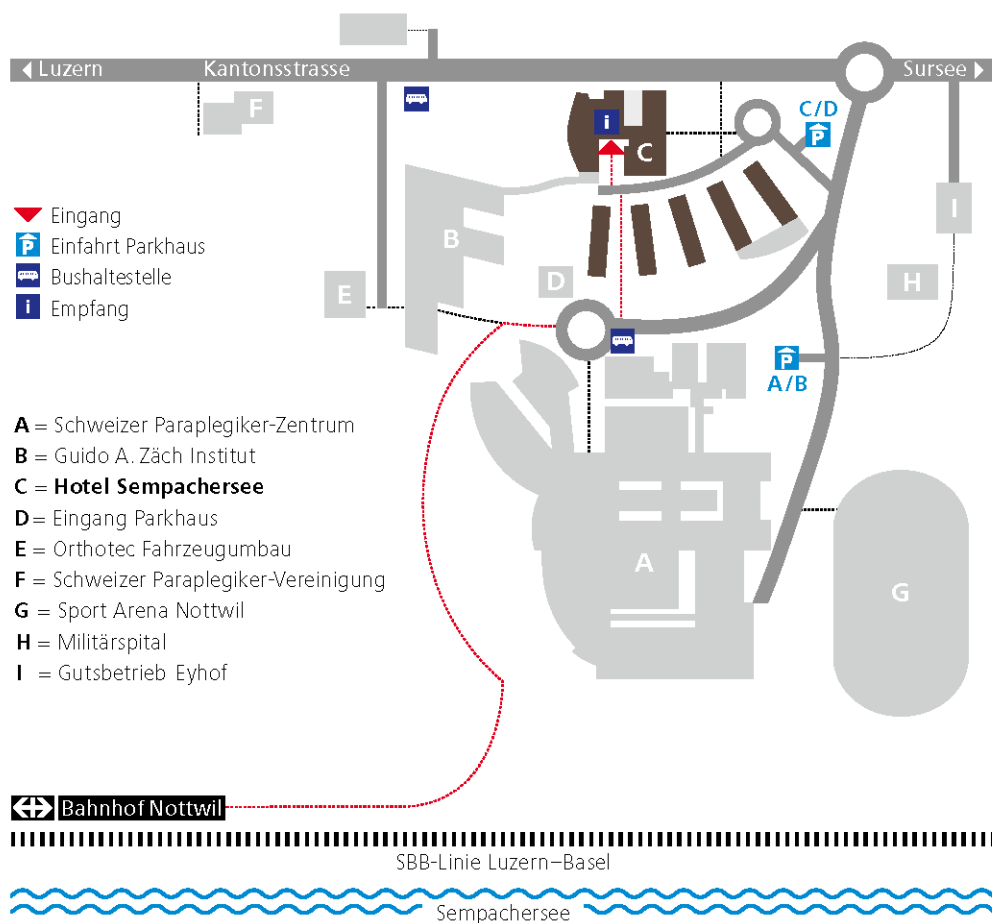 Luzern
Kantonsstrasse
Sursee
F
i
C
C/D
P
I
B
H
E
D
P
A/B
Eingang
P Einfahrt Parkhaus
Bushaltestelle
i Empfang
A = Schweizer Paraplegiker-Zentrum
B = Guido A. Zäch Institut
C = Hotel Sempachersee
D = Eingang Parkhaus
E = Orthotec Fahrzeugumbau
F = Schweizer Paraplegiker-Vereinigung
G = Sport Arena Nottwil
H = Militärspital
I = Gutsbetrieb Eyhof
A
G
Bahnhof Nottwil
SBB-Linie Luzern–Basel
Sempachersee